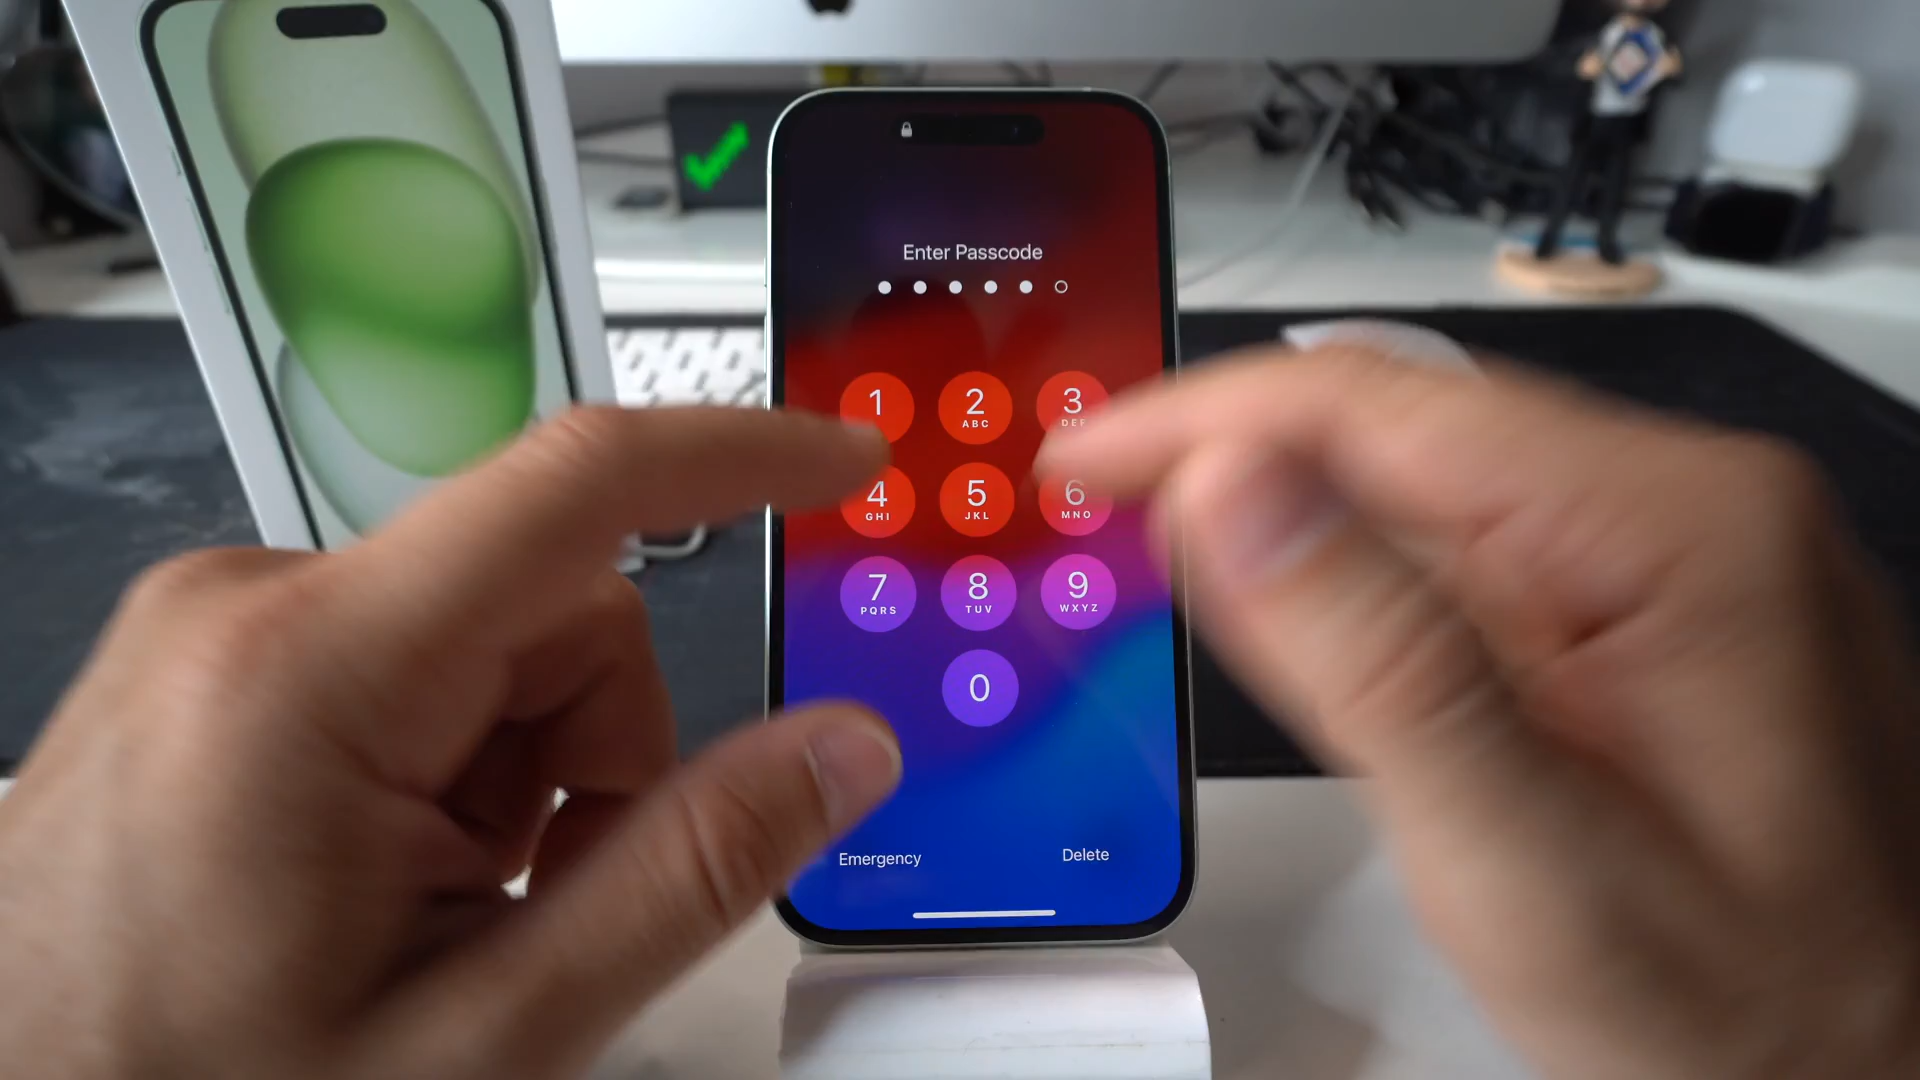 Enter Passcode
1
2
ABC
3
DEF
4
GHI
5
JKL
6
MNO
7
PQRS
8
TUV
9
WXYZ
0
Emergency
Delete